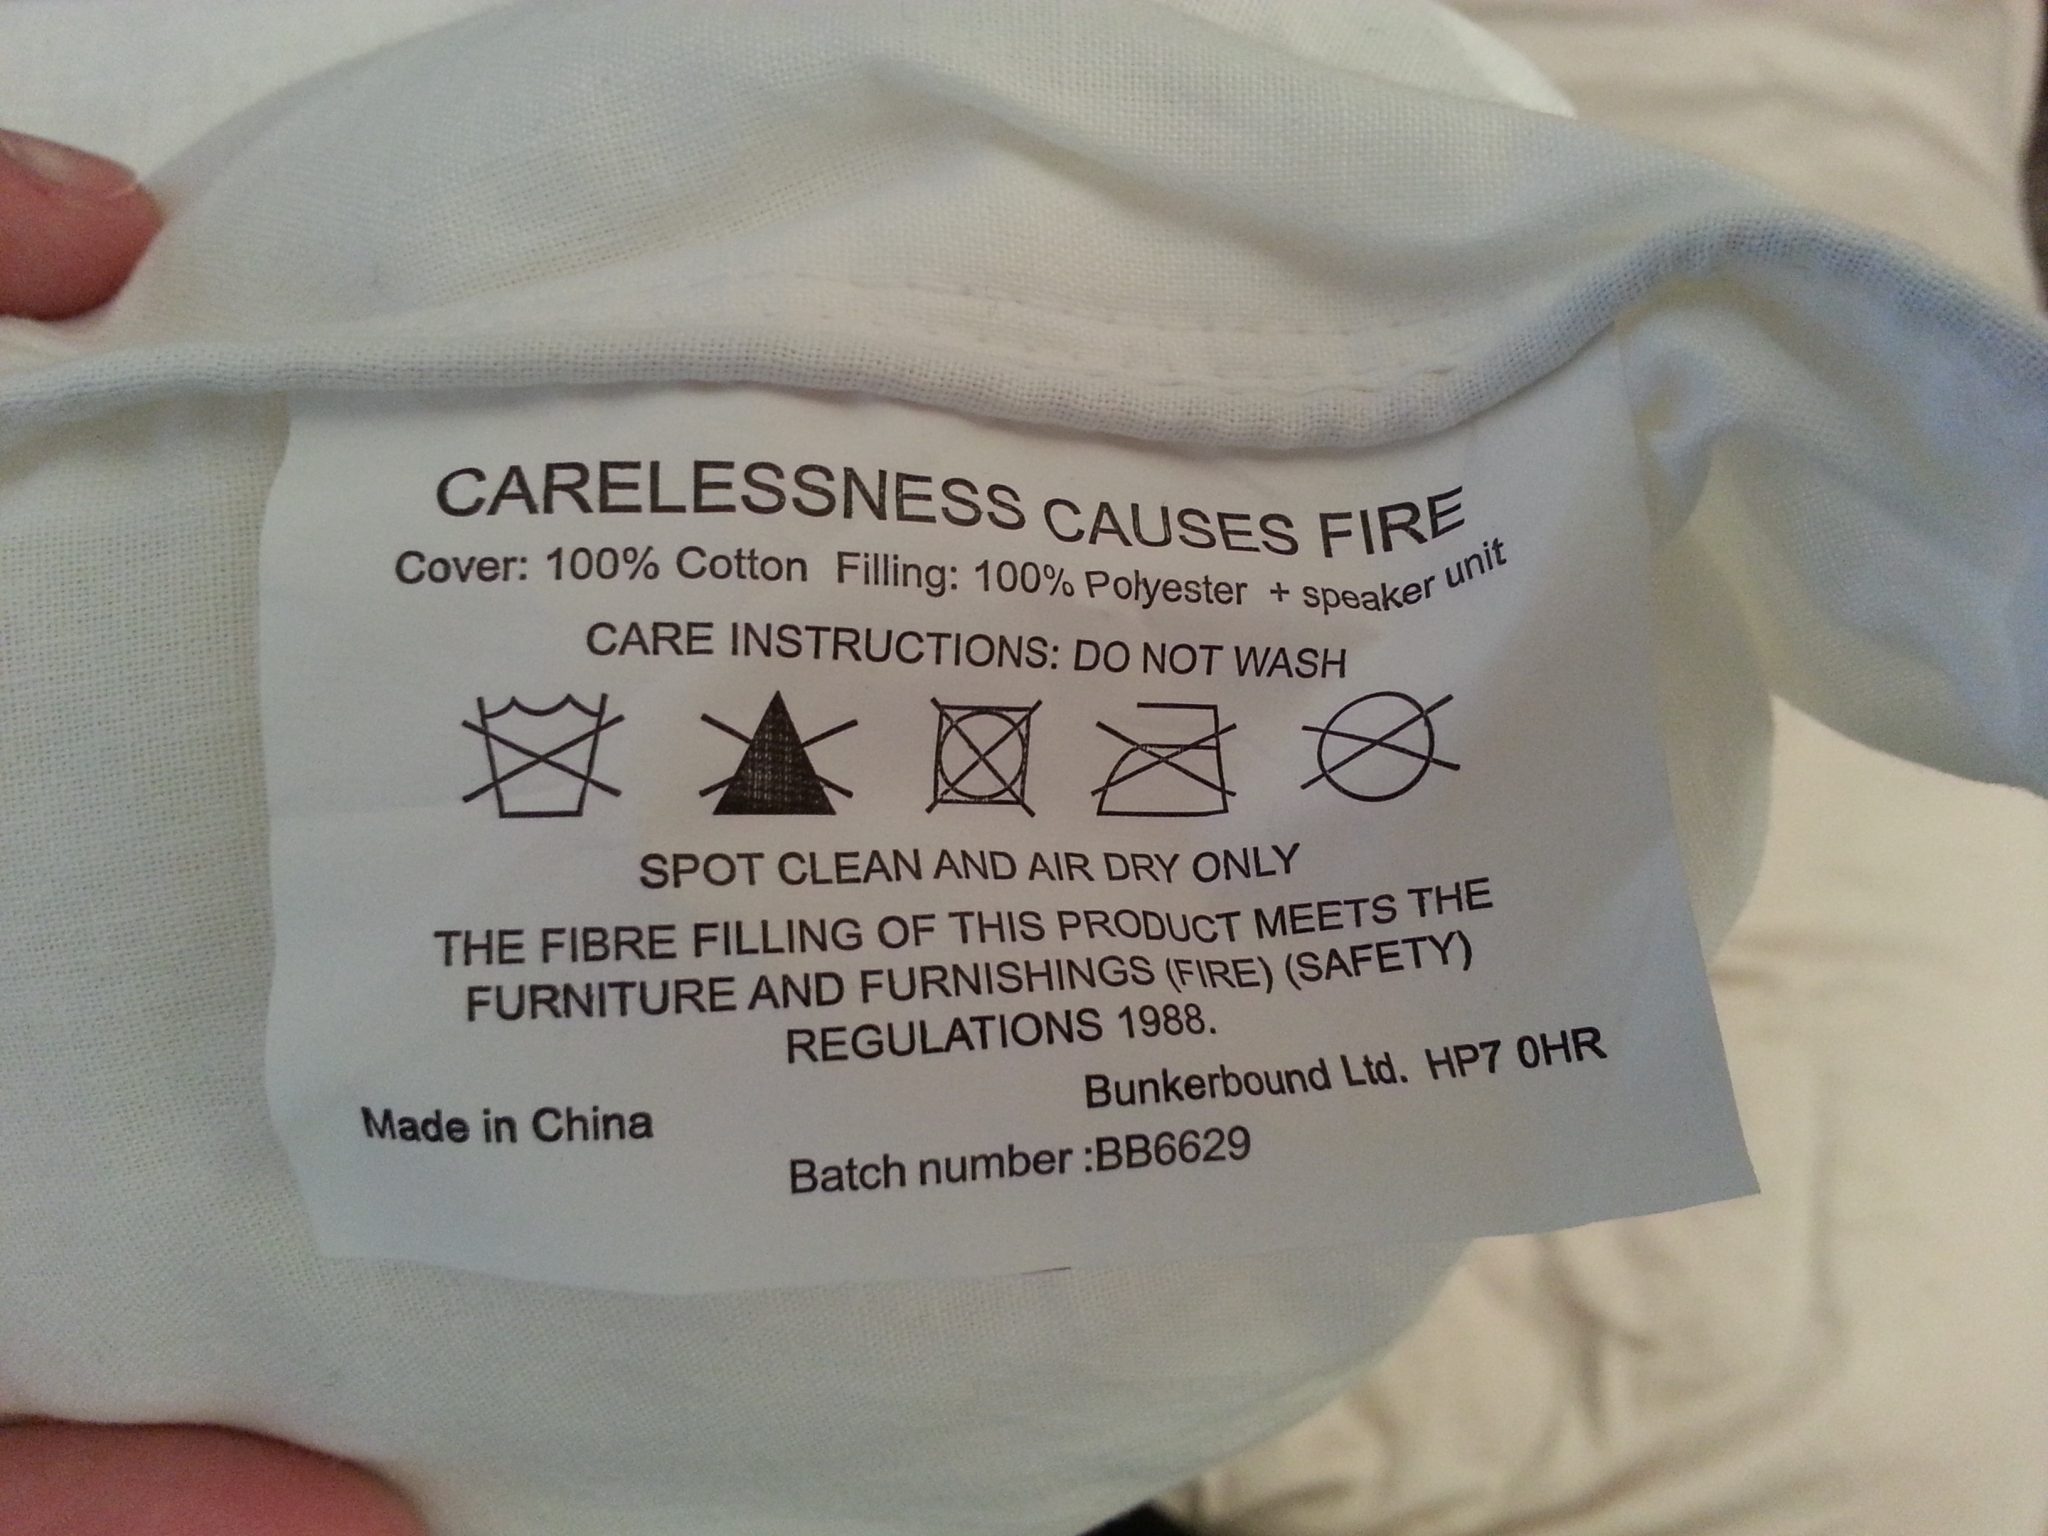 CARELESSNESS CAUSES FIRE
Cover: 100% Cotton Filling: 100% Polyester + speaker unit
CARE INSTRUCTIONS: DO NOT WASH
SPOT CLEAN AND AIR DRY ONLY
THE FIBRE FILLING OF THIS PRODUCT MEETS THE
FURNITURE AND FURNISHINGS (FIRE) (SAFETY)
REGULATIONS 1988.
Bunkerbound Ltd. HP7 0HR
Made in China
Batch number :BB6629